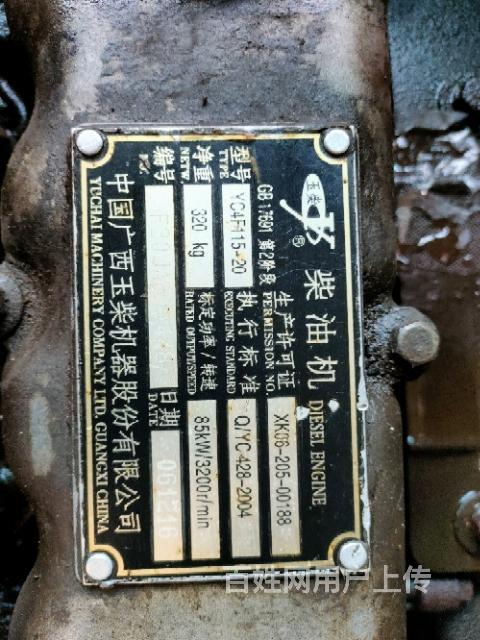 玉柴 ® 柴油机 DIESEL ENGINE
GB 17691 第2阶段 生产许可证 PERMISSION NO. XK06-205-00188
型号 TYPE YC4F115-20 执行标准 EXECUTING STANDARD Q/YC 428-2004
净重 NETW. 320 kg 标定功率/转速 RATED OUTPUT/SPEED 85kW/3200r/min
编号 日期 DATE 061216
中国广西玉柴机器股份有限公司
YUCHAI MACHINERY COMPANY, LTD, GUANGXI CHINA
百姓网用户上传